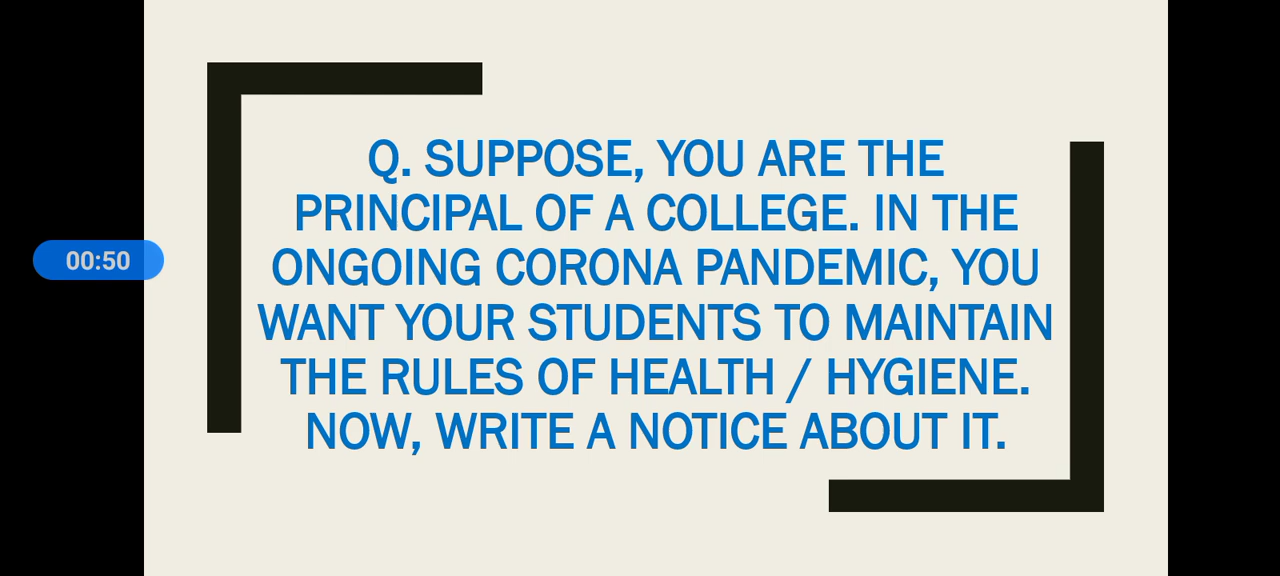 Q. SUPPOSE, YOU ARE THE
PRINCIPAL OF A COLLEGE. IN THE
ONGOING CORONA PANDEMIC, YOU
WANT YOUR STUDENTS TO MAINTAIN
THE RULES OF HEALTH / HYGIENE.
NOW, WRITE A NOTICE ABOUT IT.
00:50